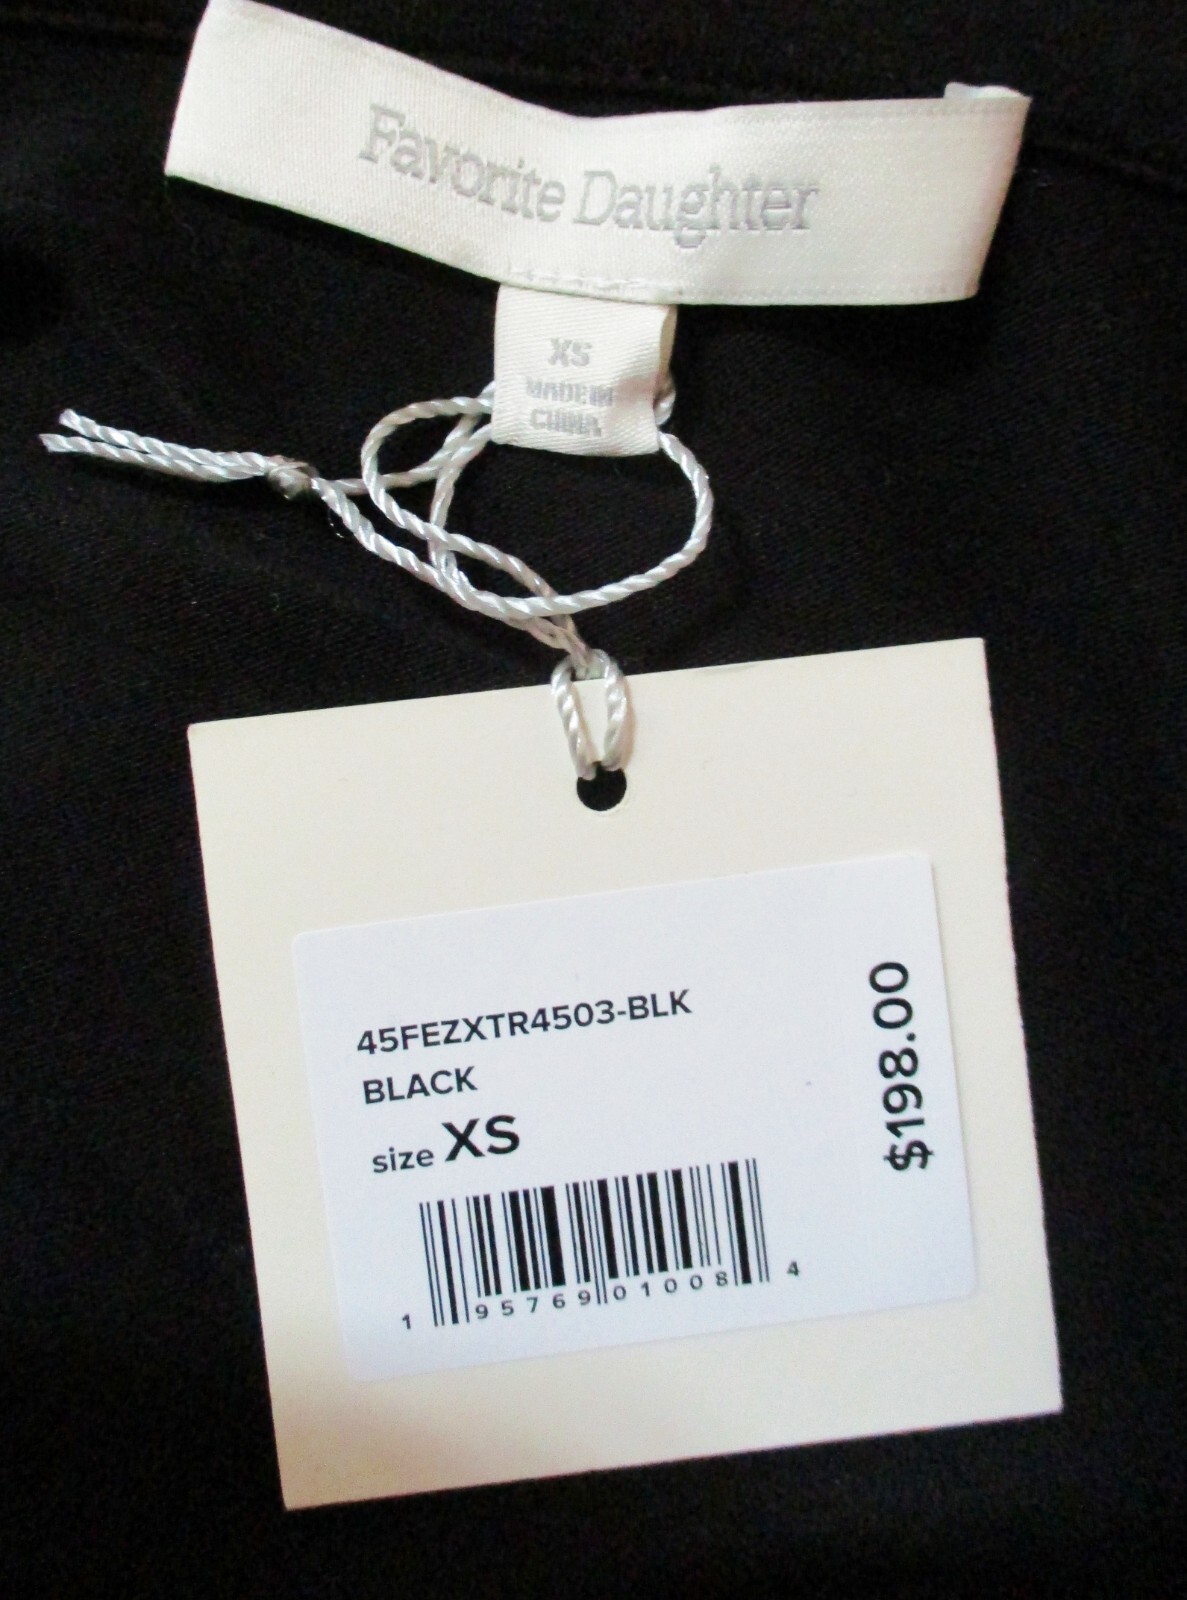 Favorite Daughter
XS
MADE IN
CHINA
45FEZXTR4503-BLK
BLACK
size XS
$198.00
1 95769 01008 4